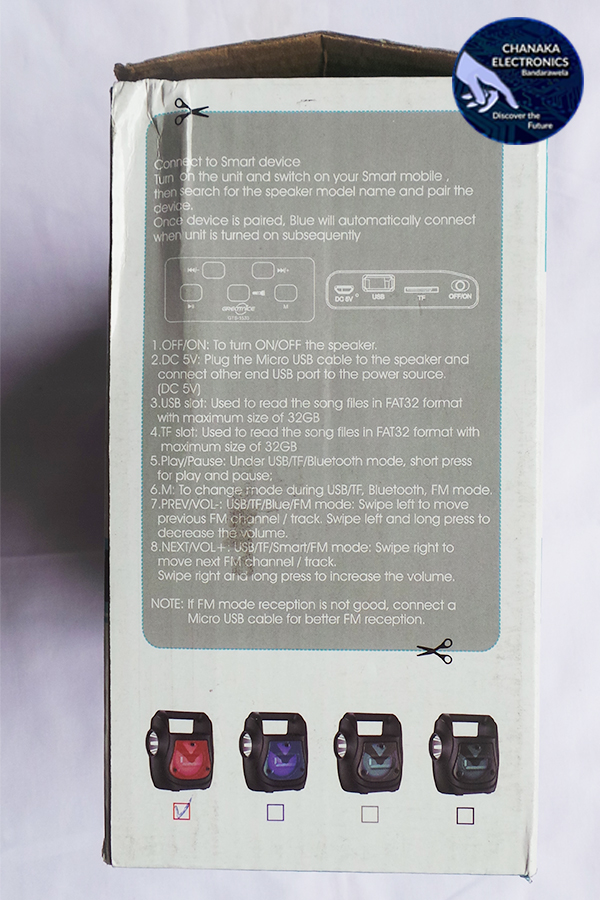 CHANAKA
ELECTRONICS
Bandarawela
Discover the
Future
Connect to Smart device
Turn on the unit and switch on your Smart mobile ,
then search for the speaker model name and pair the
device.
Once device is paired, Blue will automatically connect
when unit is turned on subsequently
M
DC 5V
USB
TF
OFF/ON
1.OFF/ON: To turn ON/OFF the speaker.
2.DC 5V: Plug the Micro USB cable to the speaker and
connect other end USB port to the power source.
(DC 5V)
3.USB slot: Used to read the song files in FAT32 format
with maximum size of 32GB
4.TF slot: Used to read the song files in FAT32 format with
maximum size of 32GB
5.Play/Pause: Under USB/TF/Bluetooth mode, short press
for play and pause;
6.M: To change mode during USB/TF, Bluetooth, FM mode.
7.PREV/VOL-: USB/TF/Blue/FM mode: Swipe left to move
previous FM channel / track. Swipe left and long press to
decrease the volume.
8.NEXT/VOL+: USB/TF/Smart/FM mode: Swipe right to
move next FM channel / track.
Swipe right and long press to increase the volume.
NOTE: If FM mode reception is not good, connect a
Micro USB cable for better FM reception.